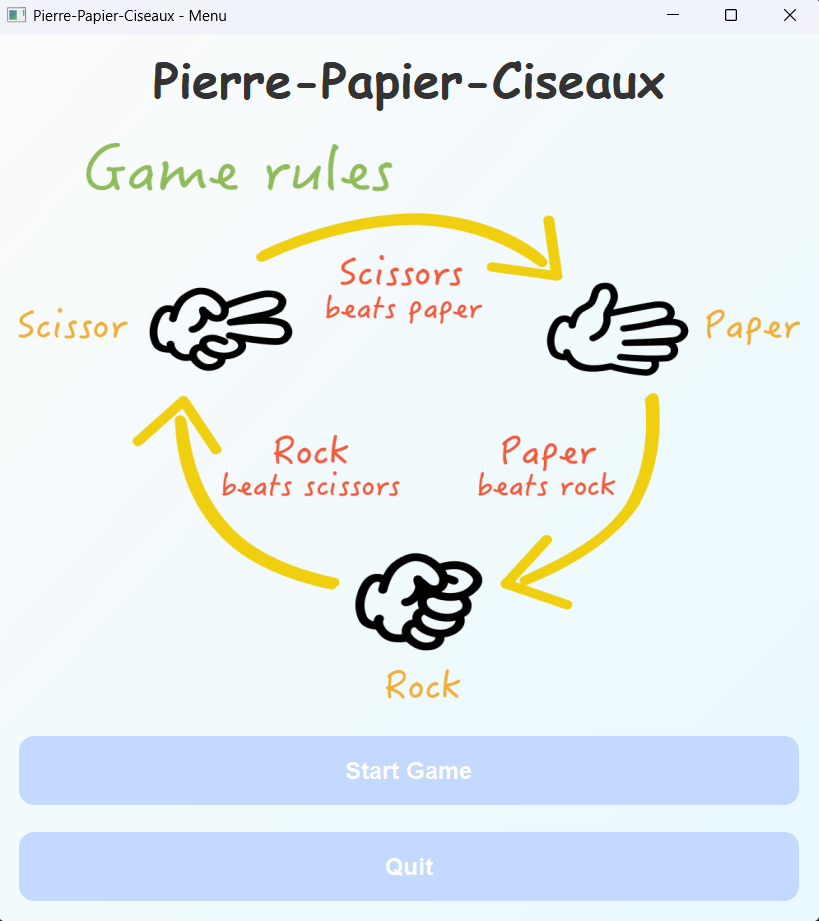 Pierre-Papier-Ciseaux - Menu
Pierre-Papier-Ciseaux
Game rules
Scissors
beats paper
Scissor
Paper
Rock
beats scissors
Paper
beats rock
Rock
Start Game
Quit